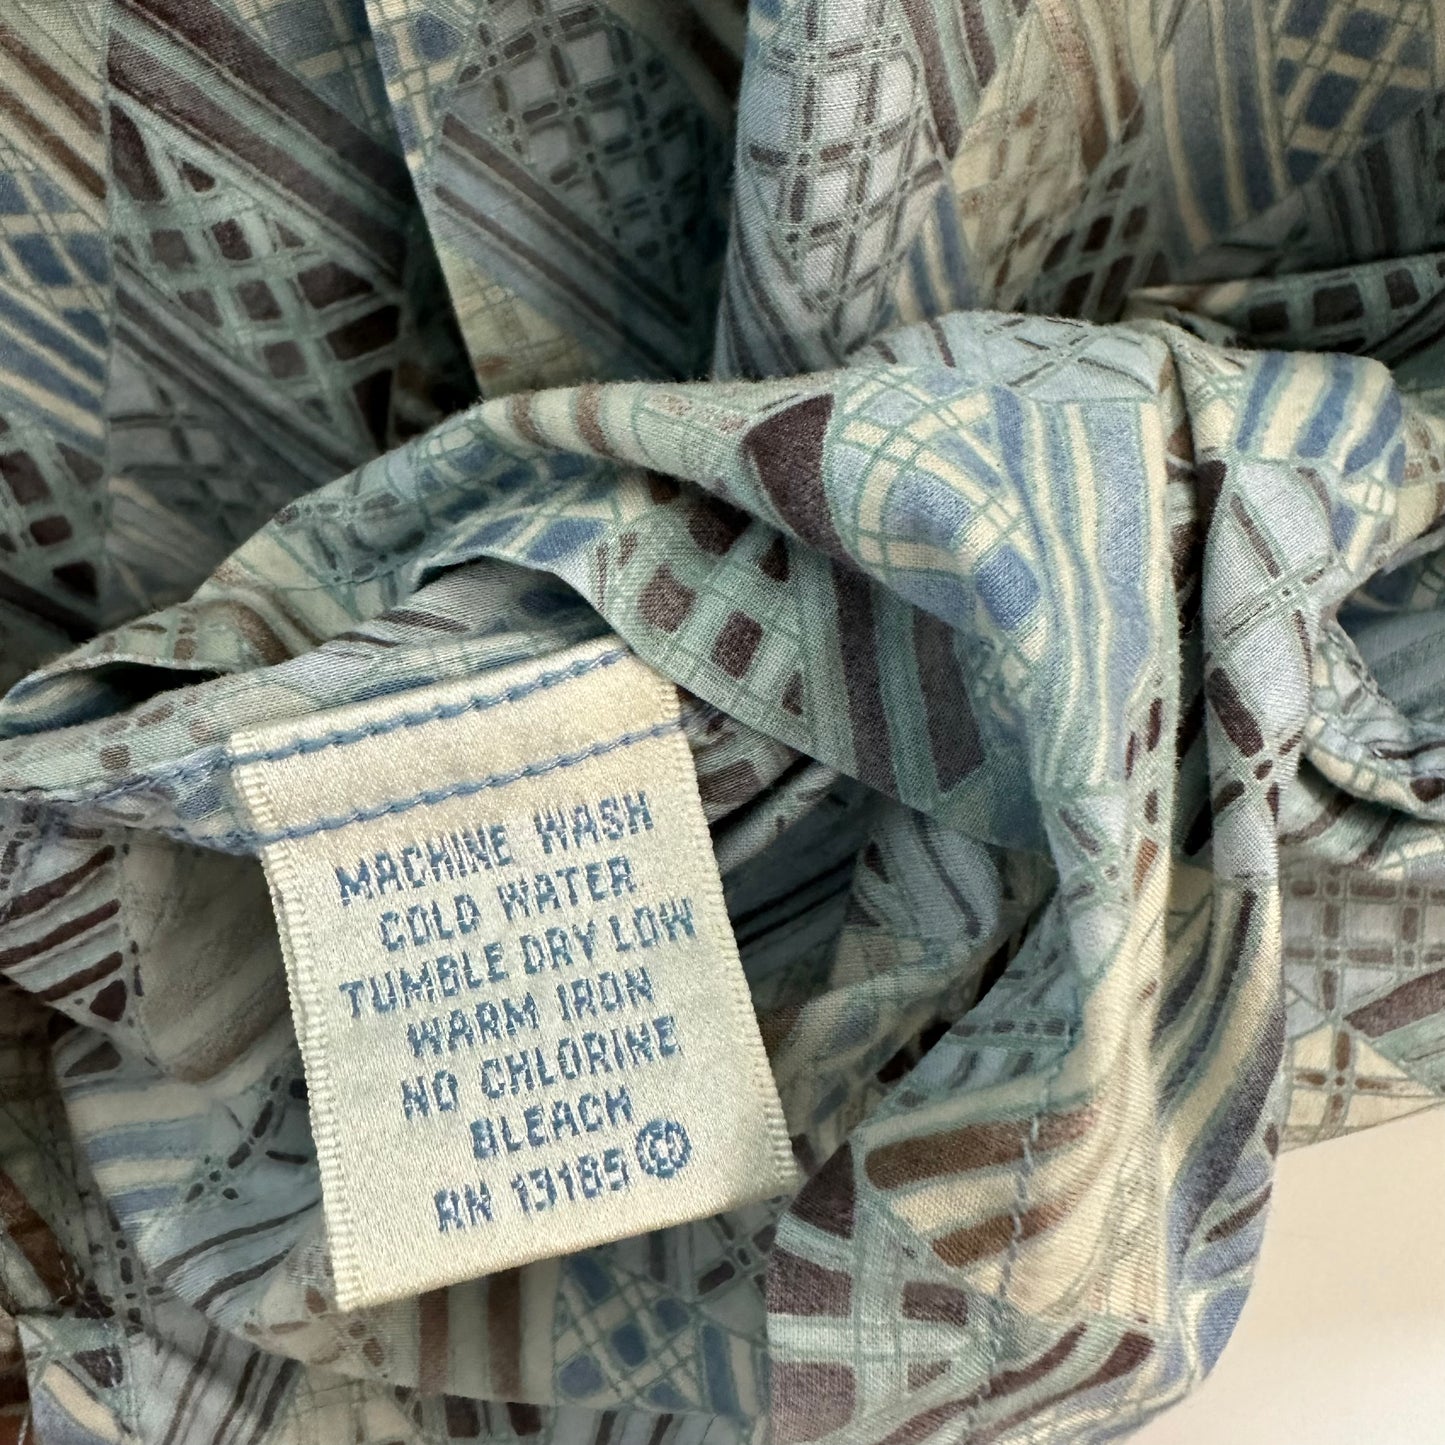 MACHINE WASH
COLD WATER
TUMBLE DRY LOW
WARM IRON
NO CHLORINE
BLEACH
RN 13185